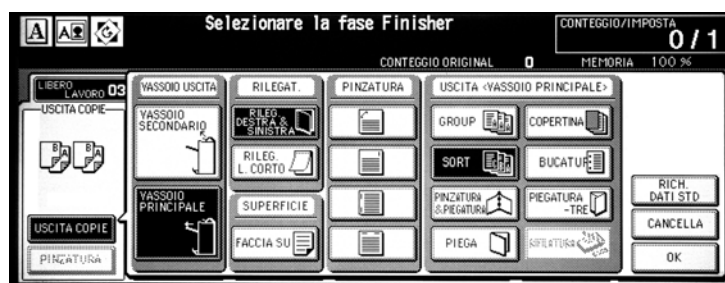 A A
Selezionare la fase Finisher
CONTEGGIO/IMPOSTA
0 / 1
CONTEGGIO ORIGINAL 0 MEMORIA 100 %
LIBERO
LAVORO 03
USCITA COPIE
B A B A
USCITA COPIE
PINZATURA
VASSOIO USCITA
VASSOIO
SECONDARIO
VASSOIO
PRINCIPALE
RILEGAT.
RILEG.
DESTRA &
SINISTRA
RILEG.
L. CORTO
SUPERFICIE
FACCIA SU
PINZATURA
USCITA <VASSOIO PRINCIPALE>
GROUP
COPERTINA
SORT
BUCATUR
PINZATURA
&PIEGATURA
PIEGATURA
-TRE
PIEGA
RIFILATURA
RICH.
DATI STD
CANCELLA
OK